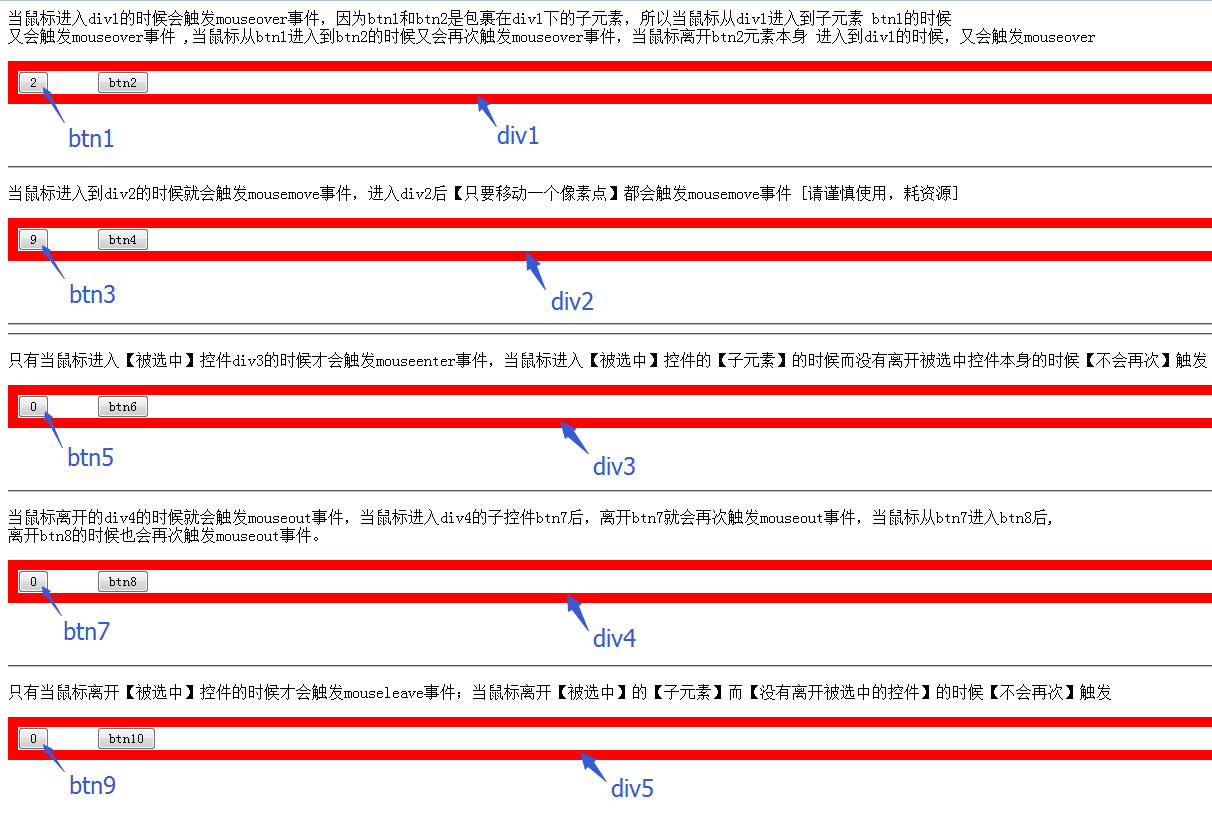 当鼠标进入div1的时候会触发mouseover事件，因为btn1和btn2是包裹在div1下的子元素，所以当鼠标从div1进入到子元素 btn1的时候
又会触发mouseover事件 ,当鼠标从btn1进入到btn2的时候又会再次触发mouseover事件，当鼠标离开btn2元素本身 进入到div1的时候，又会触发mouseover
2 btn2
btn1 div1
当鼠标进入到div2的时候就会触发mousemove事件，进入div2后【只要移动一个像素点】都会触发mousemove事件 [请谨慎使用，耗资源]
9 btn4
btn3 div2
只有当鼠标进入【被选中】控件div3的时候才会触发mouseenter事件，当鼠标进入【被选中】控件的【子元素】的时候而没有离开被选中控件本身的时候【不会再次】触发
0 btn6
btn5 div3
当鼠标离开的div4的时候就会触发mouseout事件，当鼠标进入div4的子控件btn7后，离开btn7就会再次触发mouseout事件，当鼠标从btn7进入btn8后,
离开btn8的时候也会再次触发mouseout事件。
0 btn8
btn7 div4
只有当鼠标离开【被选中】控件的时候才会触发mouseleave事件；当鼠标离开【被选中】的【子元素】而【没有离开被选中的控件】的时候【不会再次】触发
0 btn10
btn9 div5